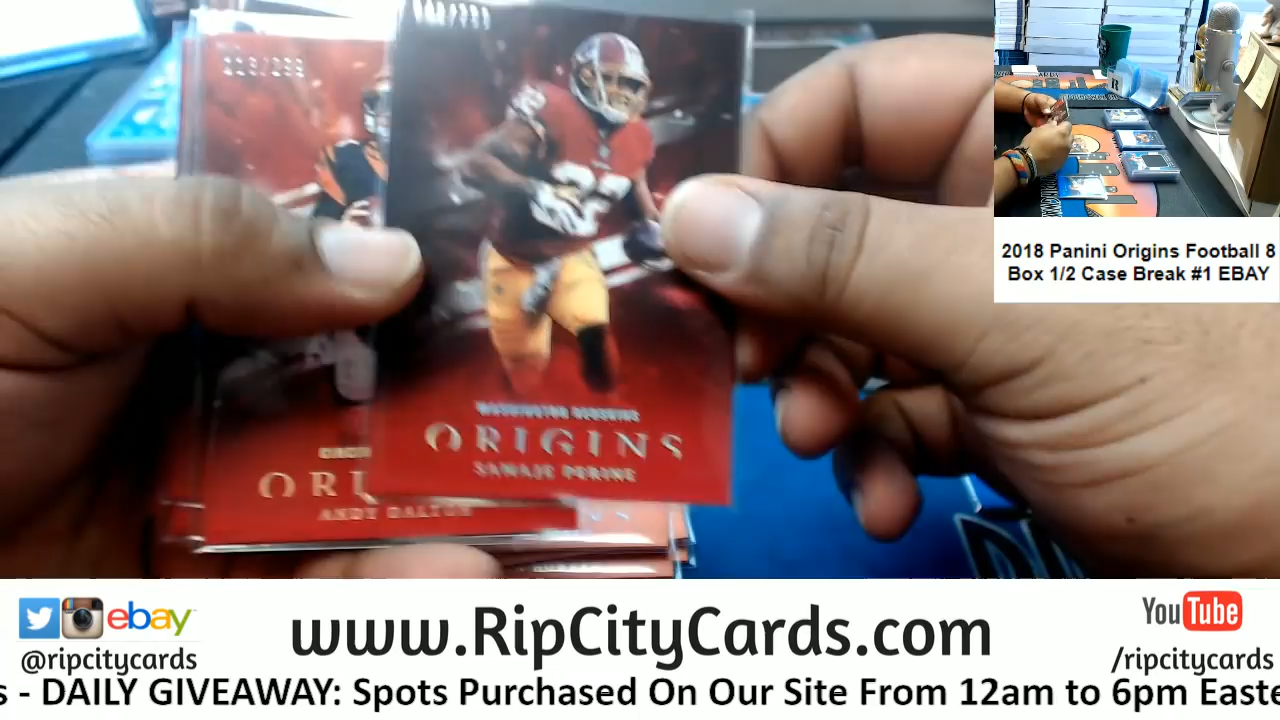 WASHINGTON REDSKINS
ORIGINS
SAMAJE PERINE
ANDY DALTON
32
2018 Panini Origins Football 8
Box 1/2 Case Break #1 EBAY
ebay
@ripcitycards
www.RipCityCards.com
YouTube
/ripcitycards
s - DAILY GIVEAWAY: Spots Purchased On Our Site From 12am to 6pm Easte